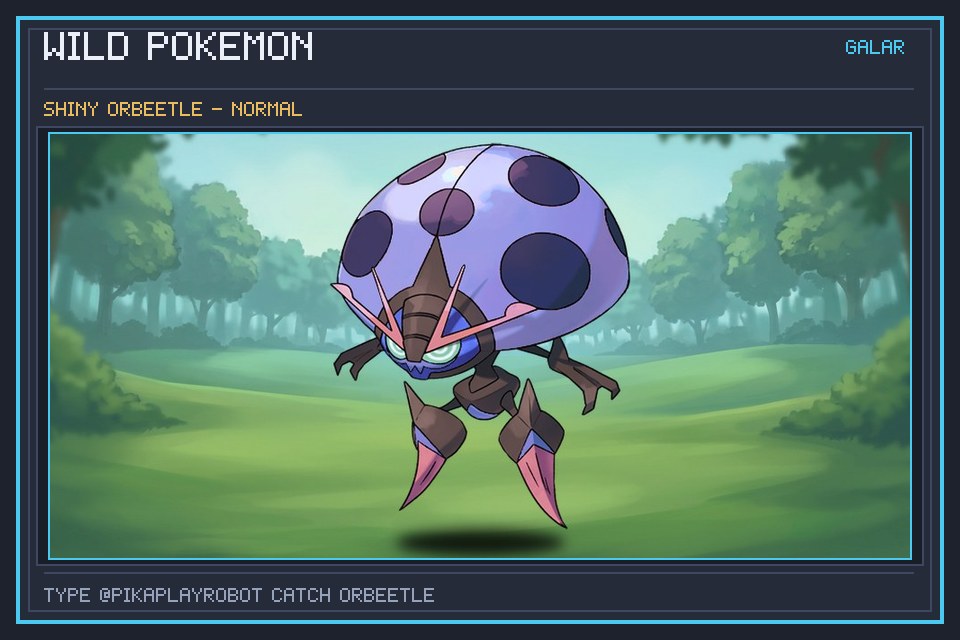 WILD POKEMON
GALAR
SHINY ORBEETLE - NORMAL
TYPE @PIKAPLAYROBOT CATCH ORBEETLE